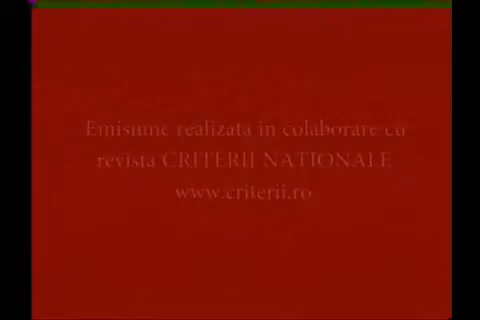 Emisiune realizata in colaborare cu
revista CRITERII NATIONALE
www.criterii.ro